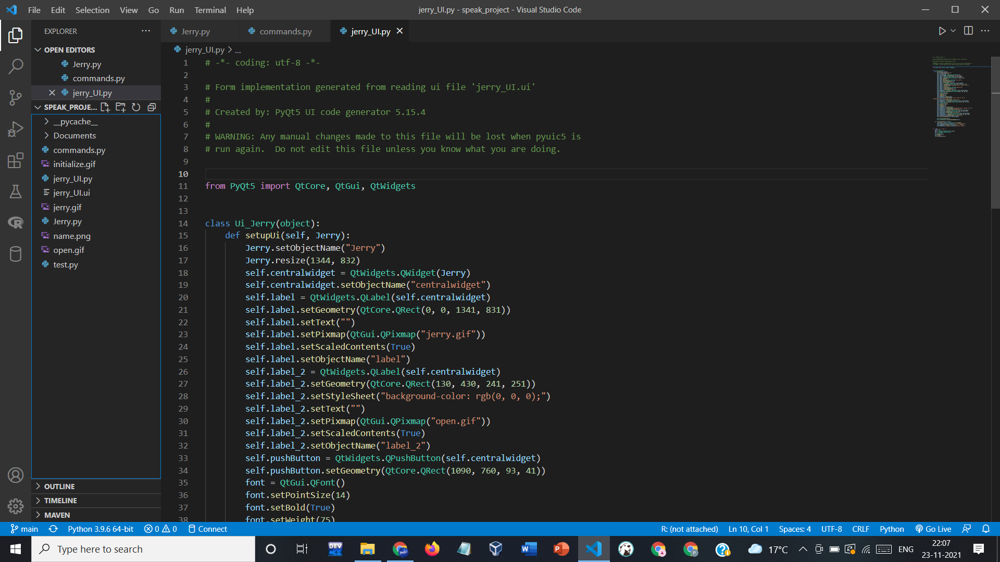 File Edit Selection View Go Run Terminal Help
jerry_UI.py - speak_project - Visual Studio Code
EXPLORER
Jerry.py
commands.py
jerry_UI.py
OPEN EDITORS
Jerry.py
commands.py
jerry_UI.py
SPEAK_PROJE...
__pycache__
Documents
commands.py
initialize.gif
jerry_UI.py
jerry_UI.ui
jerry.gif
Jerry.py
name.png
open.gif
test.py
OUTLINE
TIMELINE
MAVEN
jerry_UI.py > ...
1 # -*- coding: utf-8 -*-
2
3 # Form implementation generated from reading ui file 'jerry_UI.ui'
4 #
5 # Created by: PyQt5 UI code generator 5.15.4
6 #
7 # WARNING: Any manual changes made to this file will be lost when pyuic5 is
8 # run again.  Do not edit this file unless you know what you are doing.
9
10
11 from PyQt5 import QtCore, QtGui, QtWidgets
12
13
14 class Ui_Jerry(object):
15     def setupUi(self, Jerry):
16         Jerry.setObjectName("Jerry")
17         Jerry.resize(1344, 832)
18         self.centralwidget = QtWidgets.QWidget(Jerry)
19         self.centralwidget.setObjectName("centralwidget")
20         self.label = QtWidgets.QLabel(self.centralwidget)
21         self.label.setGeometry(QtCore.QRect(0, 0, 1341, 831))
22         self.label.setText("")
23         self.label.setPixmap(QtGui.QPixmap("jerry.gif"))
24         self.label.setScaledContents(True)
25         self.label.setObjectName("label")
26         self.label_2 = QtWidgets.QLabel(self.centralwidget)
27         self.label_2.setGeometry(QtCore.QRect(130, 430, 241, 251))
28         self.label_2.setStyleSheet("background-color: rgb(0, 0, 0);")
29         self.label_2.setText("")
30         self.label_2.setPixmap(QtGui.QPixmap("open.gif"))
31         self.label_2.setScaledContents(True)
32         self.label_2.setObjectName("label_2")
33         self.pushButton = QtWidgets.QPushButton(self.centralwidget)
34         self.pushButton.setGeometry(QtCore.QRect(1090, 760, 93, 41))
35         font = QtGui.QFont()
36         font.setPointSize(14)
37         font.setBold(True)
38         font.setWeight(75)
main Python 3.9.6 64-bit 0 0 Connect
R: (not attached) Ln 10, Col 1 Spaces: 4 UTF-8 CRLF Python Go Live
Type here to search
DEV C++
17°C ENG
22:07
23-11-2021